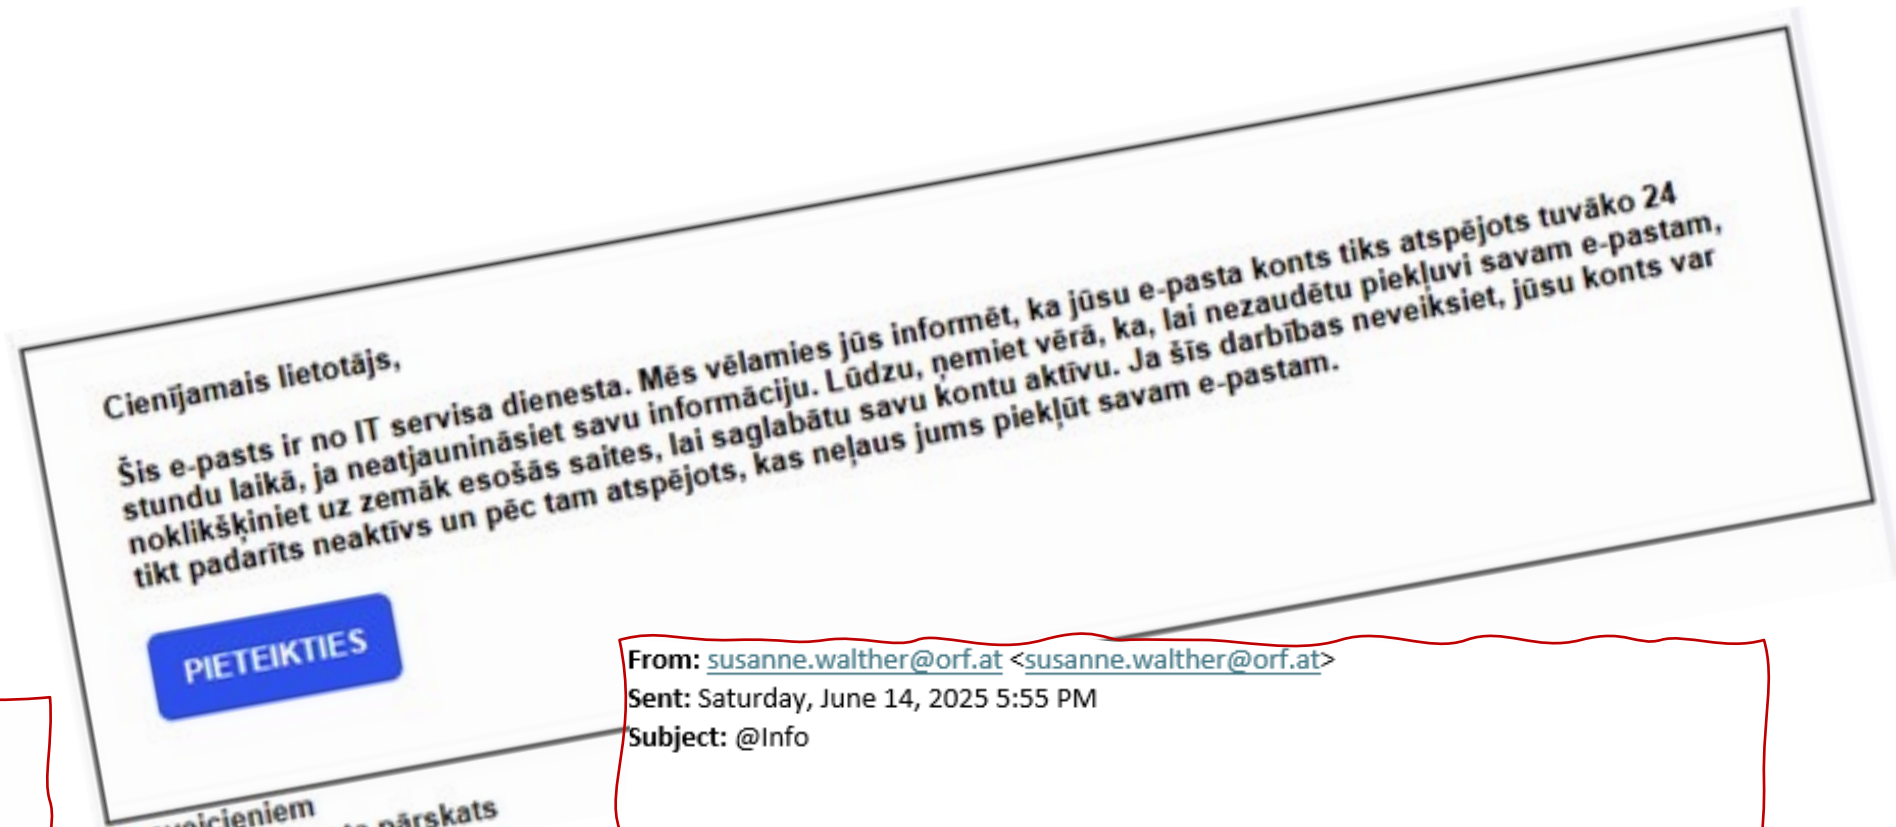 Cienījamais lietotājs,
Šis e-pasts ir no IT servisa dienesta. Mēs vēlamies jūs informēt, ka jūsu e-pasta konts tiks atspējots tuvāko 24
stundu laikā, ja neatjaunināsiet savu informāciju. Lūdzu, ņemiet vērā, ka, lai nezaudētu piekļuvi savam e-pastam,
noklikšķiniet uz zemāk esošās saites, lai saglabātu savu kontu aktīvu. Ja šīs darbības neveiksiet, jūsu konts var
tikt padarīts neaktīvs un pēc tam atspējots, kas neļaus jums piekļūt savam e-pastam.
PIETEIKTIES
From: susanne.walther@orf.at <susanne.walther@orf.at>
Sent: Saturday, June 14, 2025 5:55 PM
Subject: @Info
pārskats